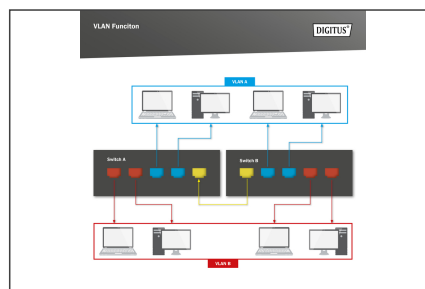 VLAN Funciton
DIGITUS®
VLAN A
Switch A
Switch B
VLAN B